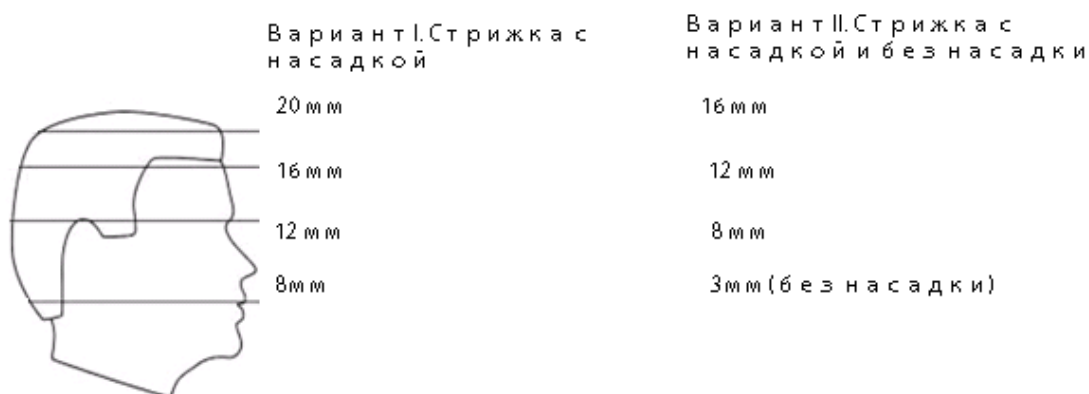 Вариант I. Стрижка с
насадкой
20 мм
16 мм
12 мм
8мм
Вариант II. Стрижка с
насадкой и без насадки
16 мм
12 мм
8 мм
3мм (без насадки)